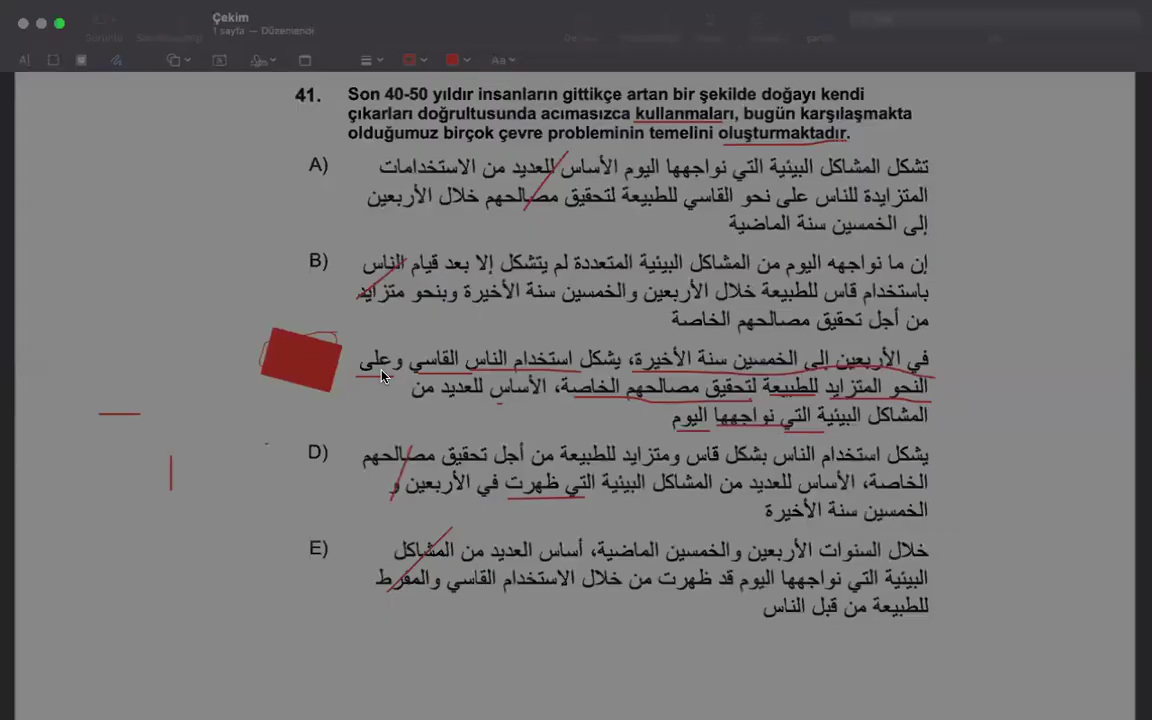 Çekim
1 sayfa — Düzenlendi
Aa
41. Son 40-50 yıldır insanların gittikçe artan bir şekilde doğayı kendi
çıkarları doğrultusunda acımasızca kullanmaları, bugün karşılaşmakta
olduğumuz birçok çevre probleminin temelini oluşturmaktadır.
A) تشكل المشاكل البيئية التي نواجهها اليوم الأساس للعديد من الاستخدامات
المتزايدة للناس على نحو القاسي للطبيعة لتحقيق مصالحهم خلال الأربعين
إلى الخمسين سنة الماضية
B) إن ما نواجهه اليوم من المشاكل البيئية المتعددة لم يتشكل إلا بعد قيام الناس
باستخدام قاس للطبيعة خلال الأربعين والخمسين سنة الأخيرة وبنحو متزايد
من أجل تحقيق مصالحهم الخاصة
في الأربعين إلى الخمسين سنة الأخيرة، يشكل استخدام الناس القاسي وعلى
النحو المتزايد للطبيعة لتحقيق مصالحهم الخاصة، الأساس للعديد من
المشاكل البيئية التي نواجهها اليوم
D) يشكل استخدام الناس بشكل قاس ومتزايد للطبيعة من أجل تحقيق مصالحهم
الخاصة، الأساس للعديد من المشاكل البيئية التي ظهرت في الأربعين و
الخمسين سنة الأخيرة
E) خلال السنوات الأربعين والخمسين الماضية، أساس العديد من المشاكل
البيئية التي نواجهها اليوم قد ظهرت من خلال الاستخدام القاسي والمفرط
للطبيعة من قبل الناس